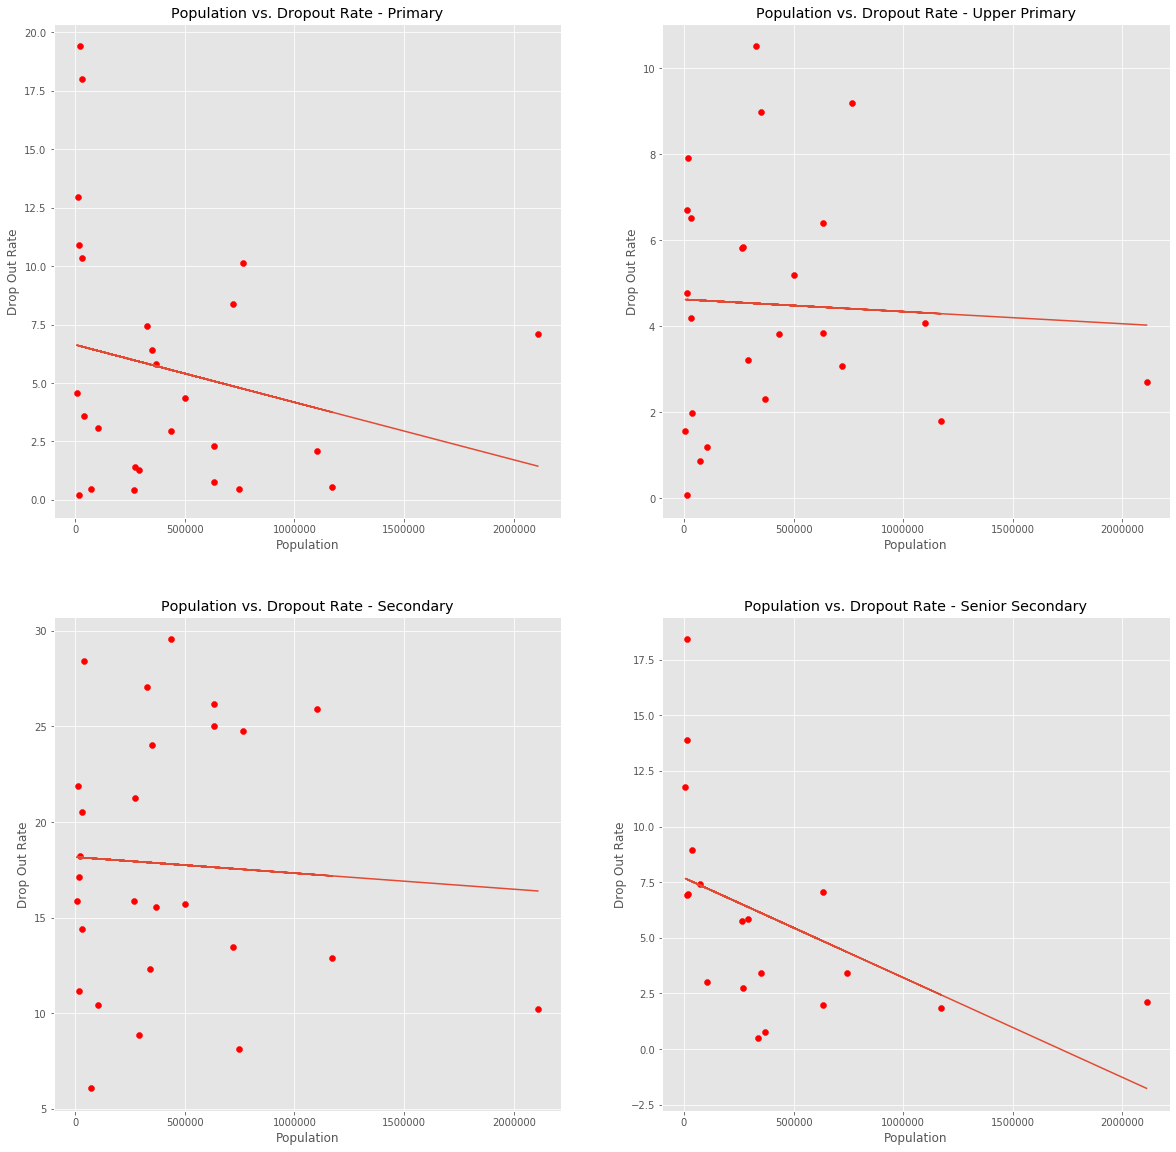 Population vs. Dropout Rate - Primary
20.0
17.5
15.0
12.5
10.0
7.5
5.0
2.5
0.0
Drop Out Rate
0 500000 1000000 1500000 2000000
Population
Population vs. Dropout Rate - Upper Primary
10
8
6
4
2
0
Drop Out Rate
0 500000 1000000 1500000 2000000
Population
Population vs. Dropout Rate - Secondary
30
25
20
15
10
5
Drop Out Rate
0 500000 1000000 1500000 2000000
Population
Population vs. Dropout Rate - Senior Secondary
17.5
15.0
12.5
10.0
7.5
5.0
2.5
0.0
−2.5
Drop Out Rate
0 500000 1000000 1500000 2000000
Population